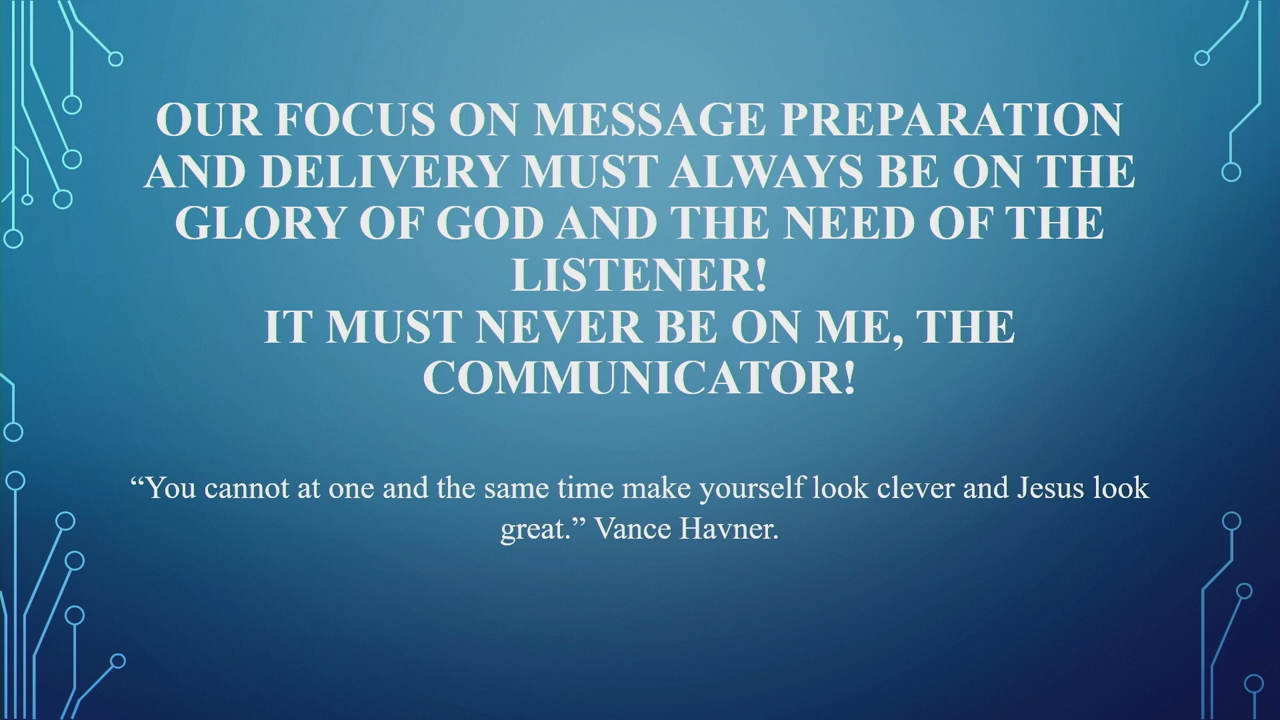 OUR FOCUS ON MESSAGE PREPARATION
AND DELIVERY MUST ALWAYS BE ON THE
GLORY OF GOD AND THE NEED OF THE
LISTENER!
IT MUST NEVER BE ON ME, THE
COMMUNICATOR!
“You cannot at one and the same time make yourself look clever and Jesus look
great.” Vance Havner.